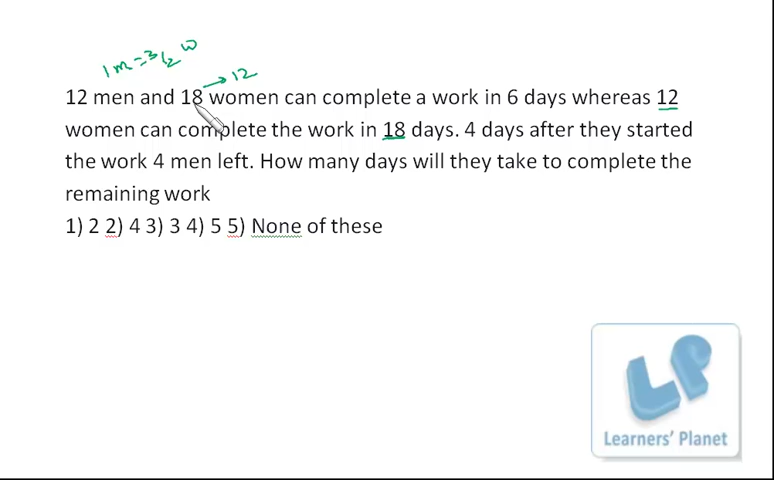 1m = 3/2 w
→ 12
12 men and 18 women can complete a work in 6 days whereas 12
women can complete the work in 18 days. 4 days after they started
the work 4 men left. How many days will they take to complete the
remaining work
1) 2 2) 4 3) 3 4) 5 5) None of these
LP
Learners' Planet